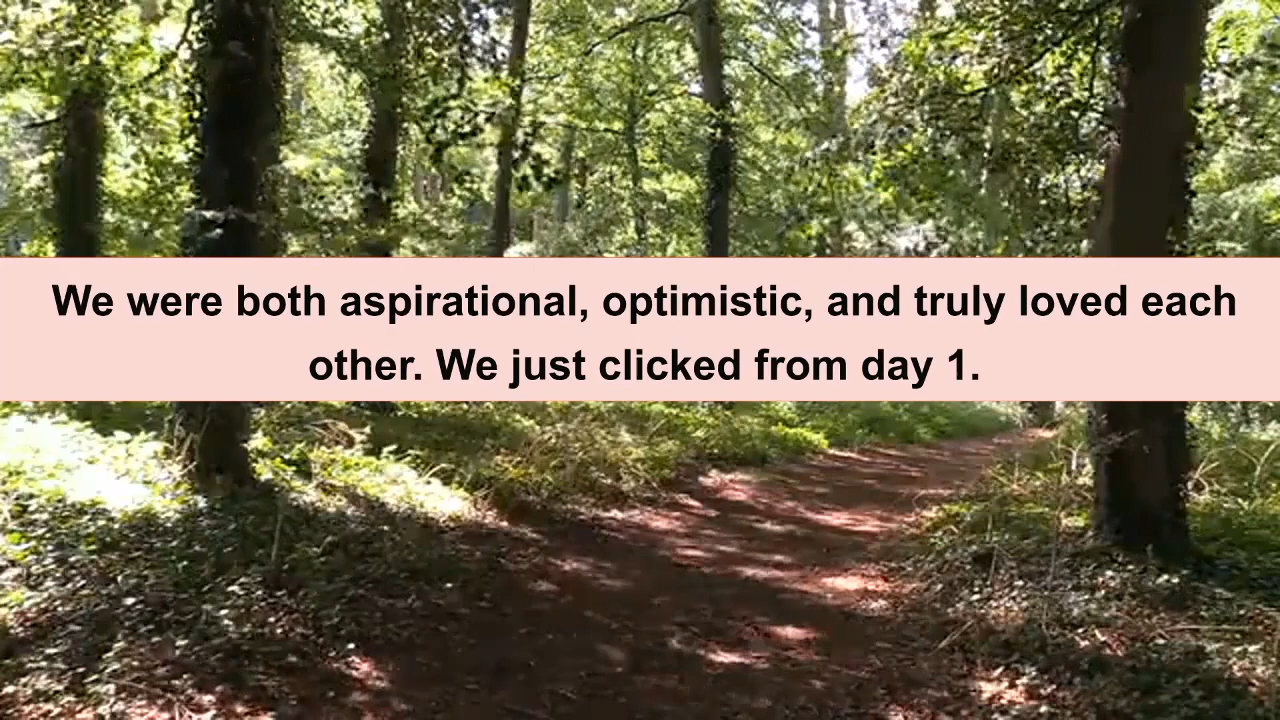 We were both aspirational, optimistic, and truly loved each
other. We just clicked from day 1.